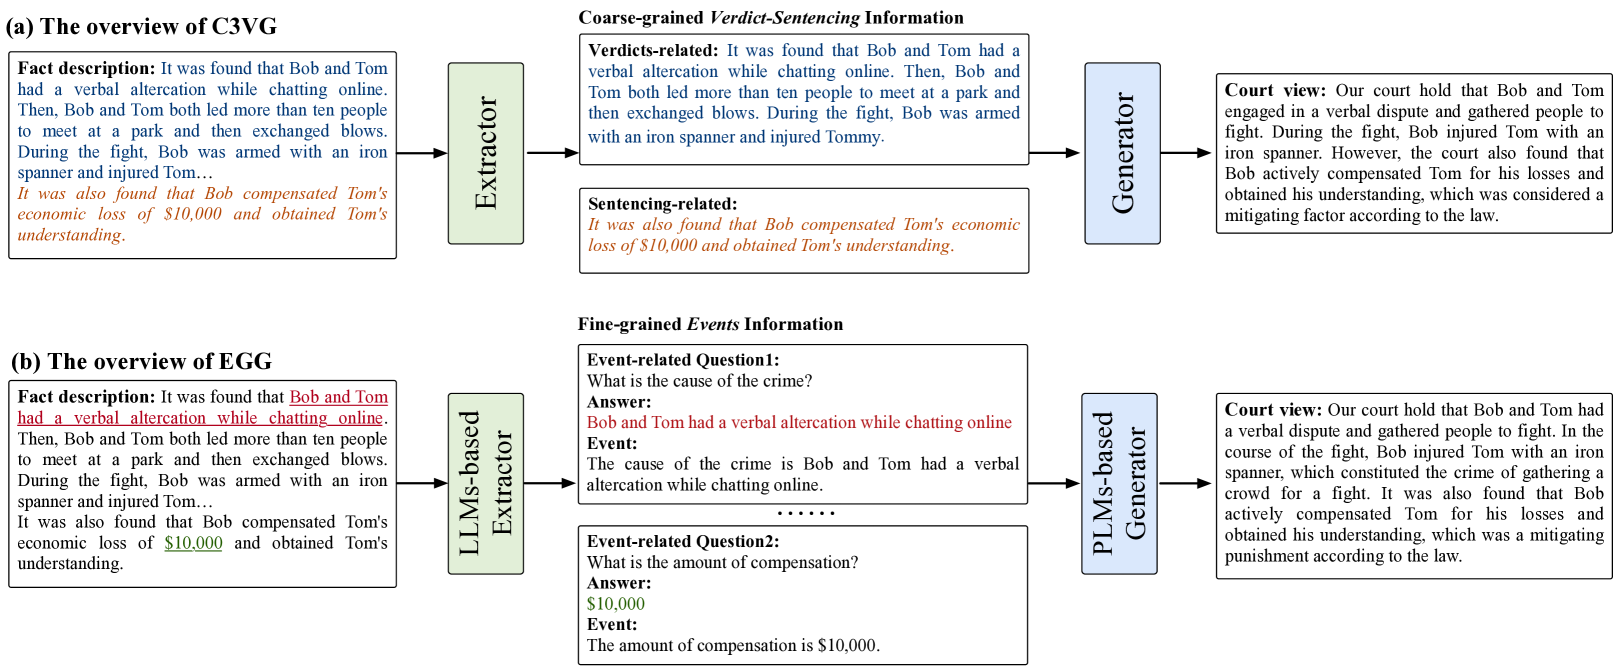 (a) The overview of C3VG
Fact description: It was found that Bob and Tom
had a verbal altercation while chatting online.
Then, Bob and Tom both led more than ten people
to meet at a park and then exchanged blows.
During the fight, Bob was armed with an iron
spanner and injured Tom…
It was also found that Bob compensated Tom's
economic loss of $10,000 and obtained Tom's
understanding.
Extractor
Coarse-grained Verdict-Sentencing Information
Verdicts-related: It was found that Bob and Tom had a
verbal altercation while chatting online. Then, Bob and
Tom both led more than ten people to meet at a park and
then exchanged blows. During the fight, Bob was armed
with an iron spanner and injured Tommy.
Sentencing-related:
It was also found that Bob compensated Tom's economic
loss of $10,000 and obtained Tom's understanding.
Generator
Court view: Our court hold that Bob and Tom
engaged in a verbal dispute and gathered people to
fight. During the fight, Bob injured Tom with an
iron spanner. However, the court also found that
Bob actively compensated Tom for his losses and
obtained his understanding, which was considered a
mitigating factor according to the law.
(b) The overview of EGG
Fact description: It was found that Bob and Tom
had a verbal altercation while chatting online.
Then, Bob and Tom both led more than ten people
to meet at a park and then exchanged blows.
During the fight, Bob was armed with an iron
spanner and injured Tom…
It was also found that Bob compensated Tom's
economic loss of $10,000 and obtained Tom's
understanding.
LLMs-based
Extractor
Fine-grained Events Information
Event-related Question1:
What is the cause of the crime?
Answer:
Bob and Tom had a verbal altercation while chatting online
Event:
The cause of the crime is Bob and Tom had a verbal
altercation while chatting online.
......
Event-related Question2:
What is the amount of compensation?
Answer:
$10,000
Event:
The amount of compensation is $10,000.
PLMs-based
Generator
Court view: Our court hold that Bob and Tom had
a verbal dispute and gathered people to fight. In the
course of the fight, Bob injured Tom with an iron
spanner, which constituted the crime of gathering a
crowd for a fight. It was also found that Bob
actively compensated Tom for his losses and
obtained his understanding, which was a mitigating
punishment according to the law.